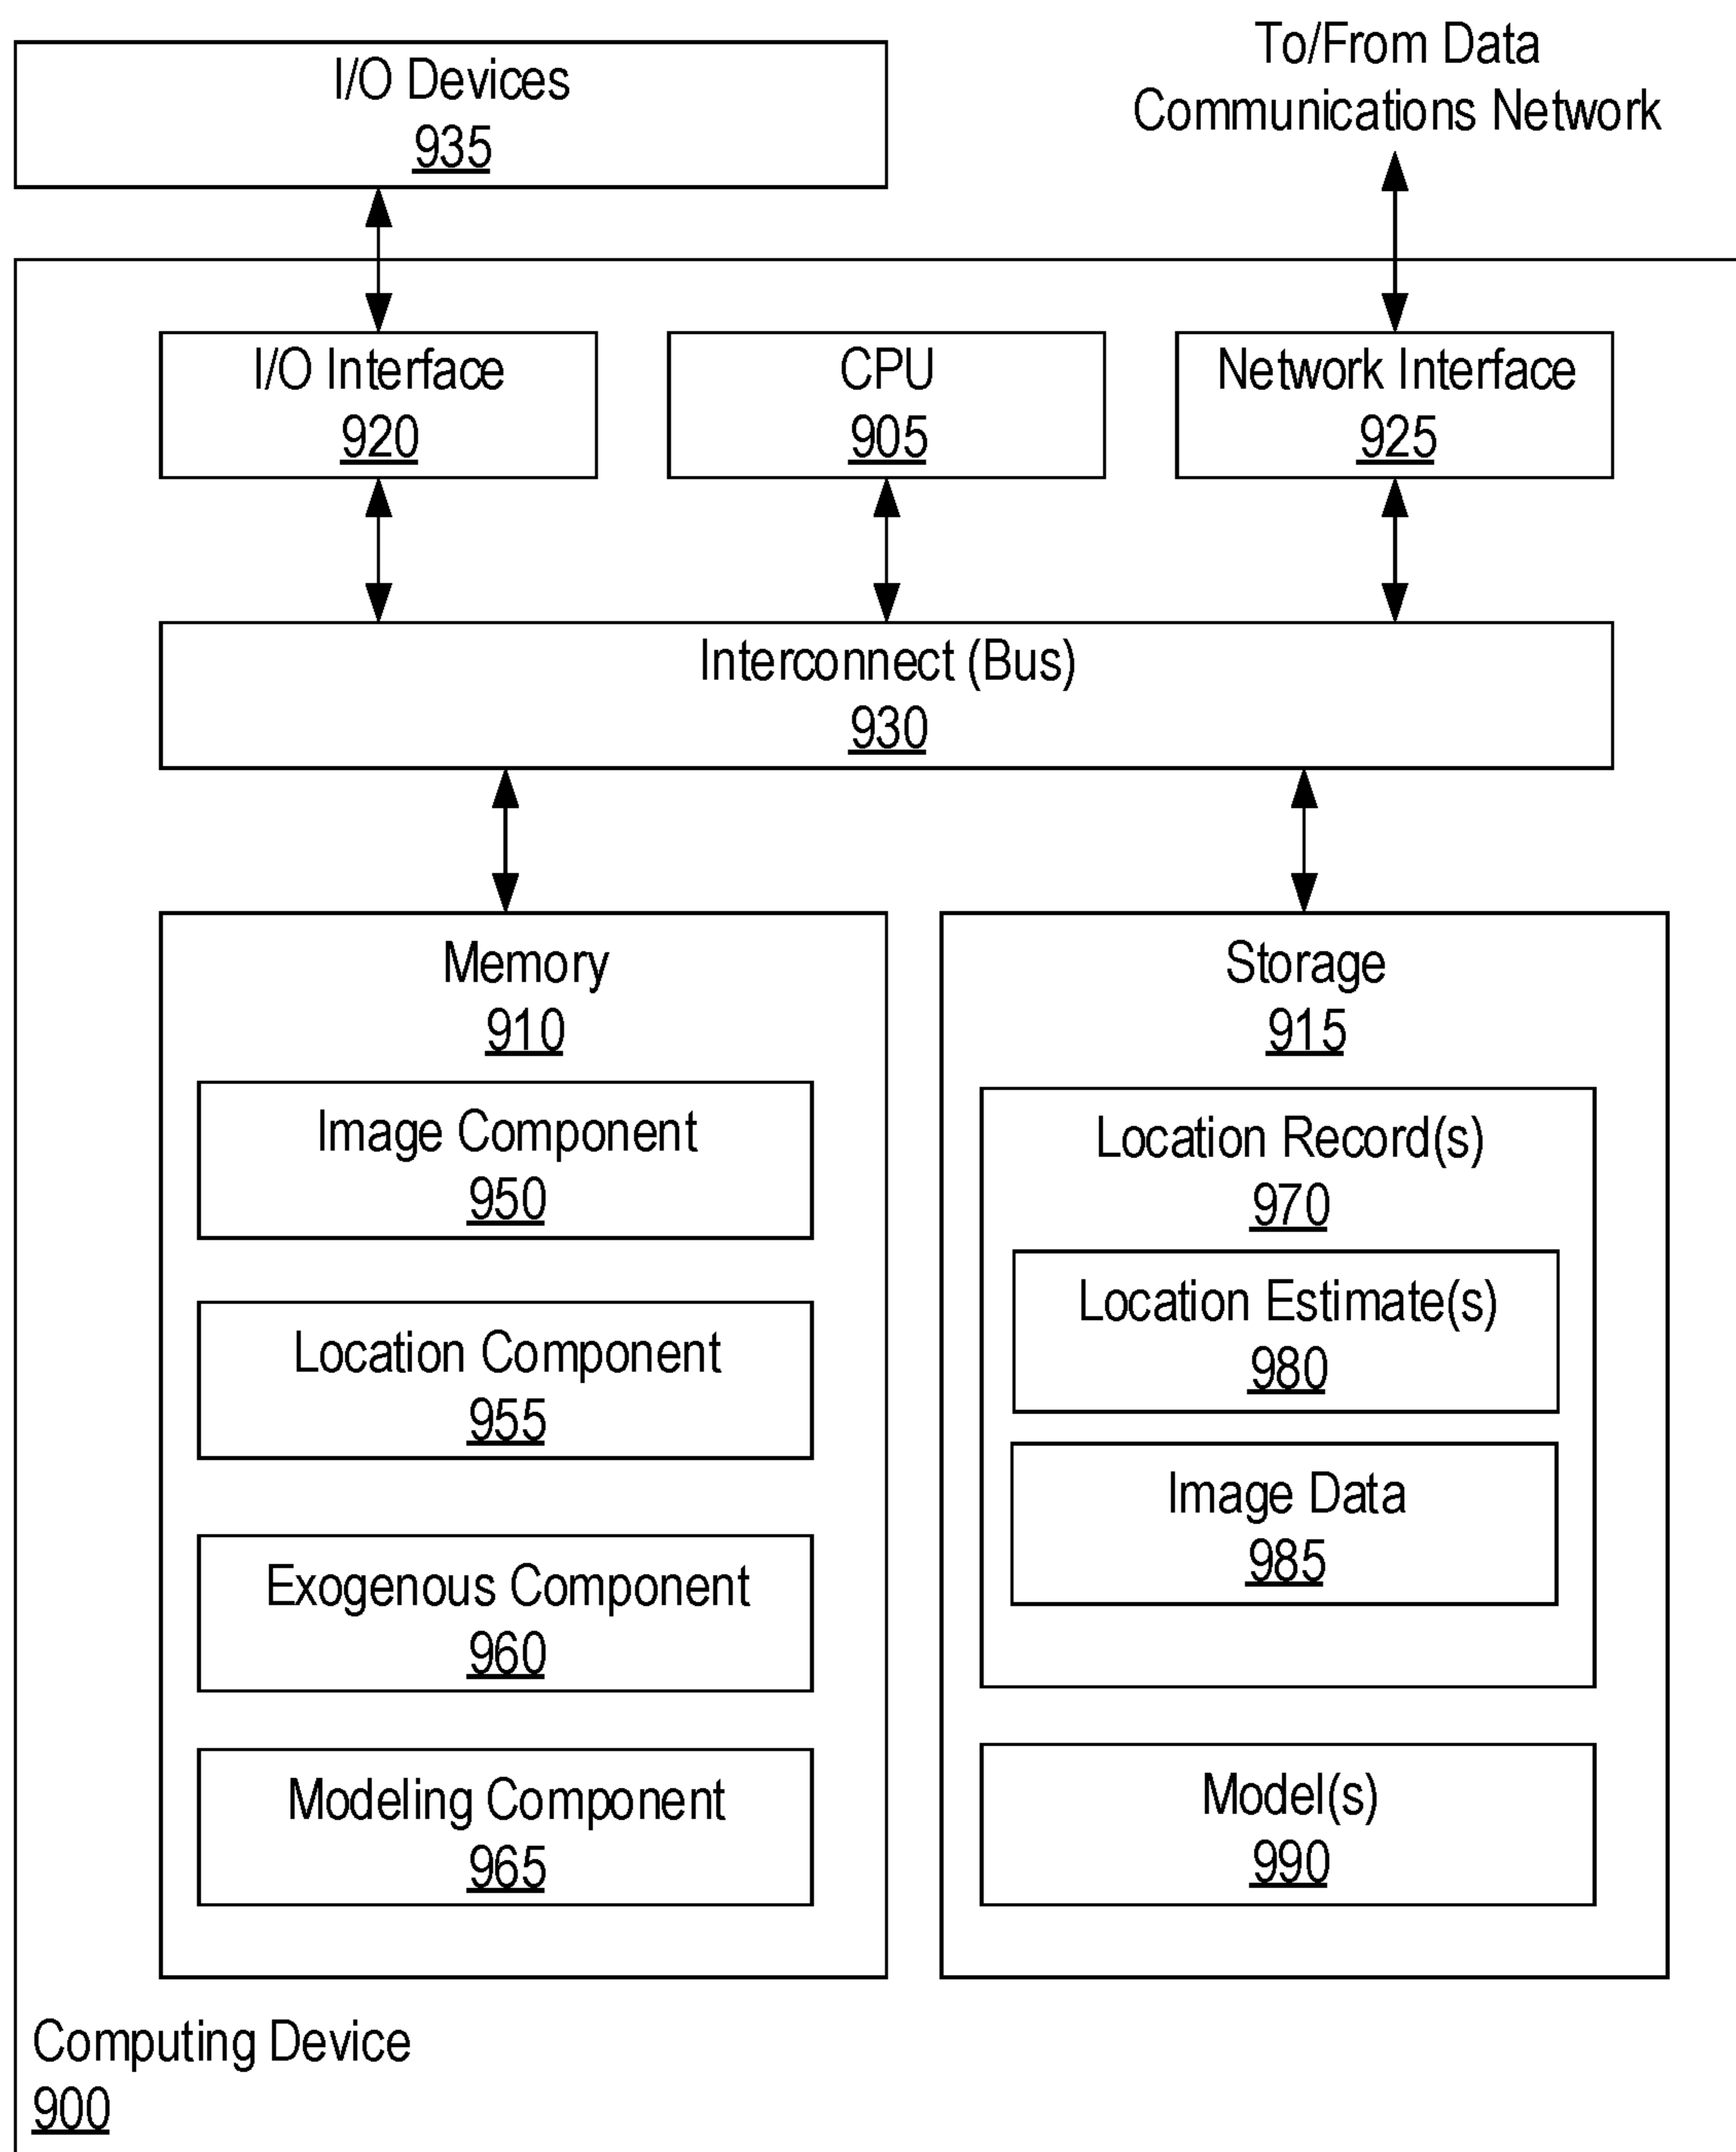 I/O Devices
935
To/From Data
Communications Network
I/O Interface
920
CPU
905
Network Interface
925
Interconnect (Bus)
930
Memory
910
Image Component
950
Location Component
955
Exogenous Component
960
Modeling Component
965
Storage
915
Location Record(s)
970
Location Estimate(s)
980
Image Data
985
Model(s)
990
Computing Device
900